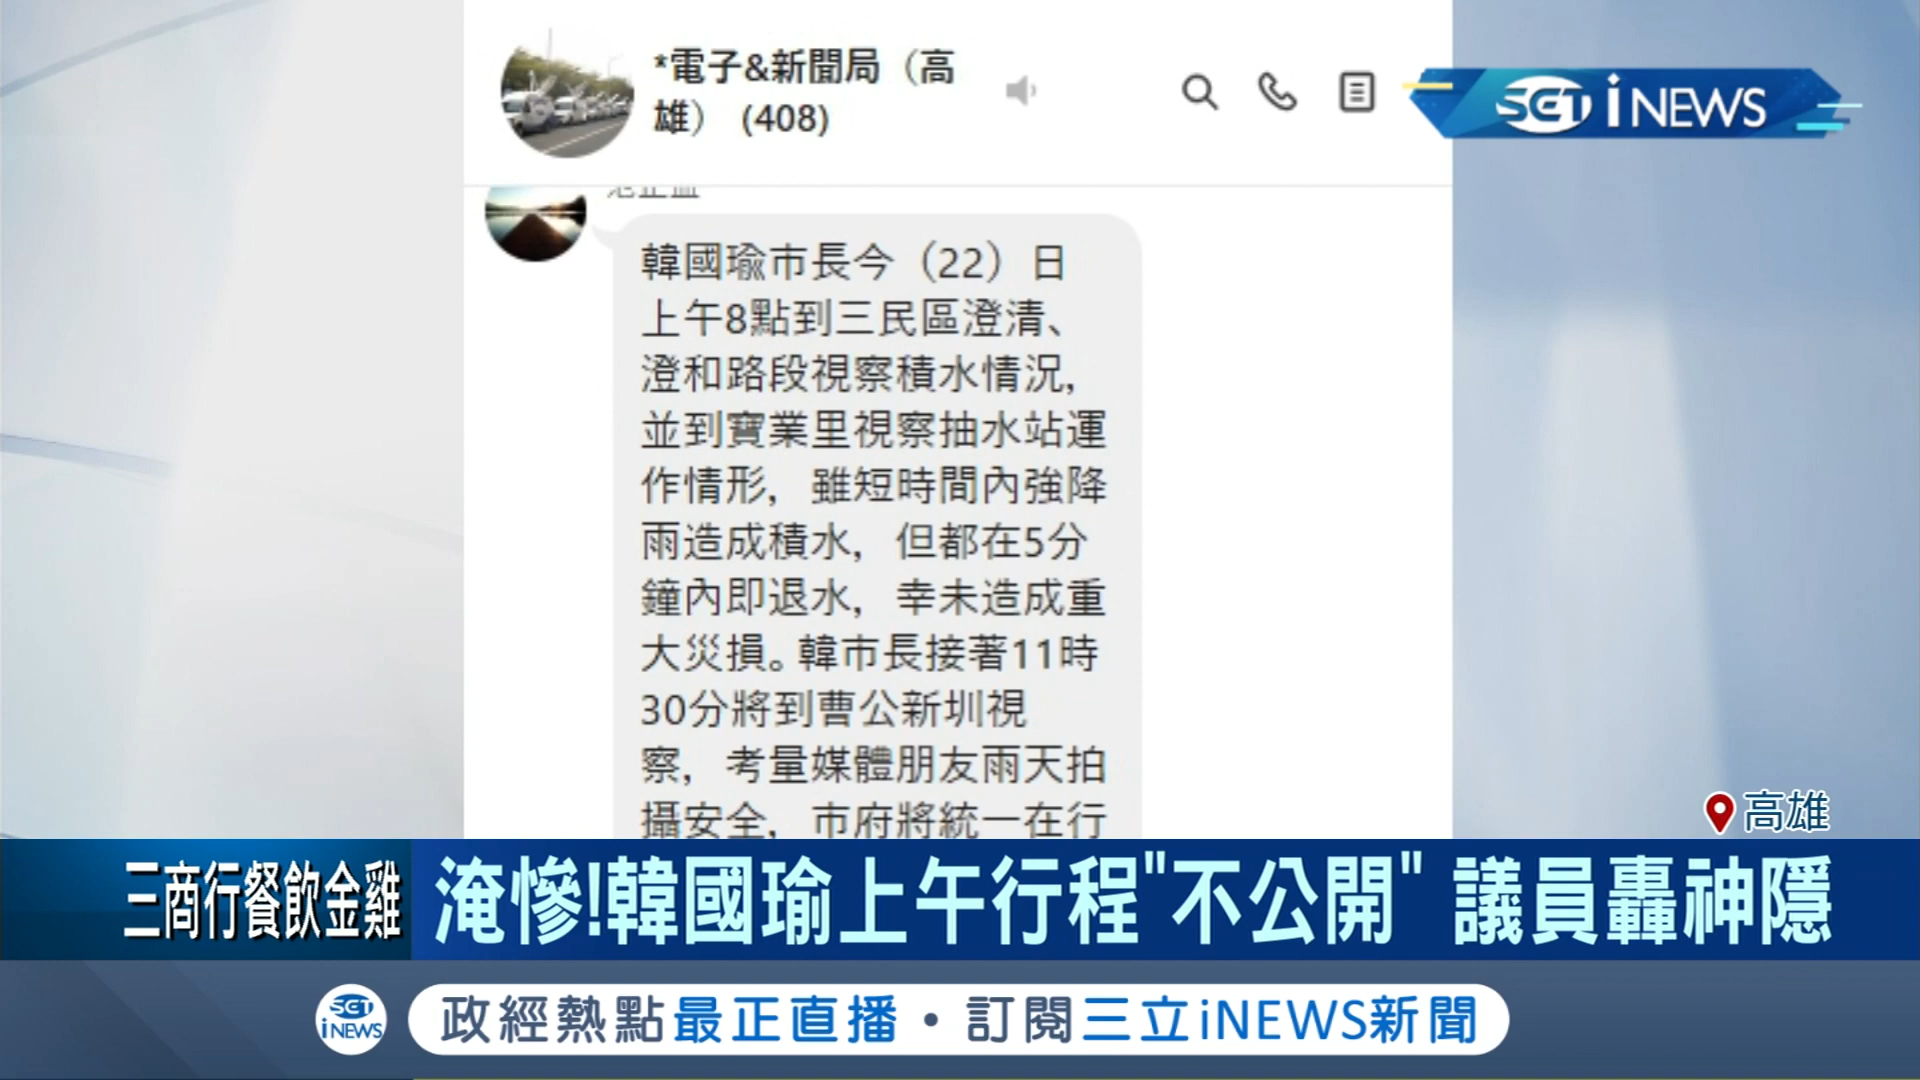 *電子&新聞局（高
雄） (408)
SET iNEWS
韓國瑜市長今（22）日
上午8點到三民區澄清、
澄和路段視察積水情況,
並到寶業里視察抽水站運
作情形, 雖短時間內強降
雨造成積水, 但都在5分
鐘內即退水, 幸未造成重
大災損。韓市長接著11時
30分將到曹公新圳視
察, 考量媒體朋友雨天拍
攝安全, 市府將統一在行
高雄
三商行餐飲金雞
淹慘!韓國瑜上午行程"不公開" 議員轟神隱
SET iNEWS
政經熱點最正直播・訂閱三立iNEWS新聞